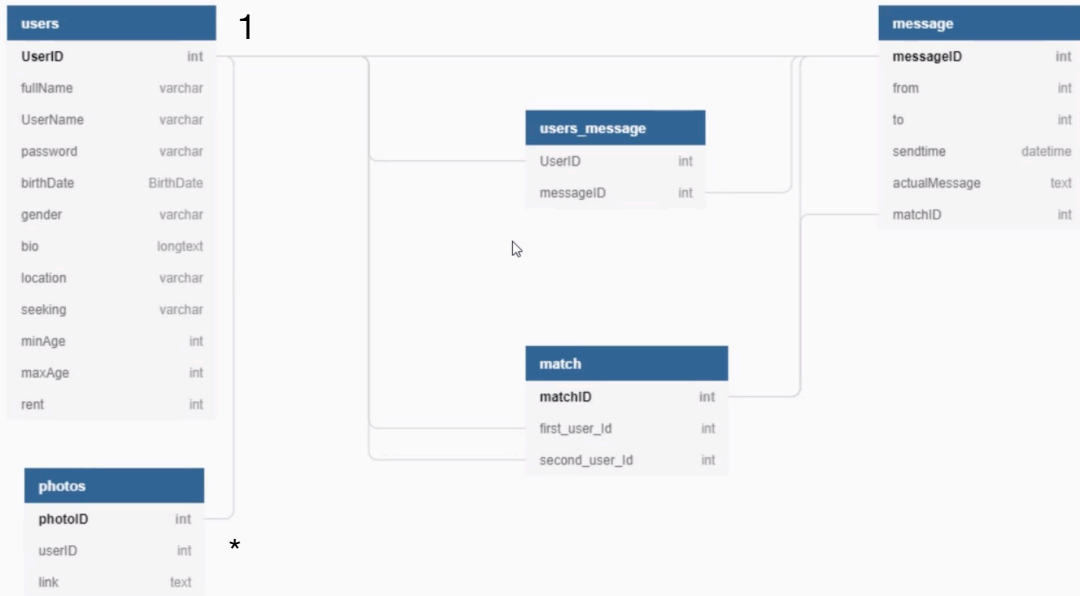 users
UserID int
fullName varchar
UserName varchar
password varchar
birthDate BirthDate
gender varchar
bio longtext
location varchar
seeking varchar
minAge int
maxAge int
rent int
1
photos
photoID int
userID int
link text
*
users_message
UserID int
messageID int
match
matchID int
first_user_Id int
second_user_Id int
message
messageID int
from int
to int
sendtime datetime
actualMessage text
matchID int